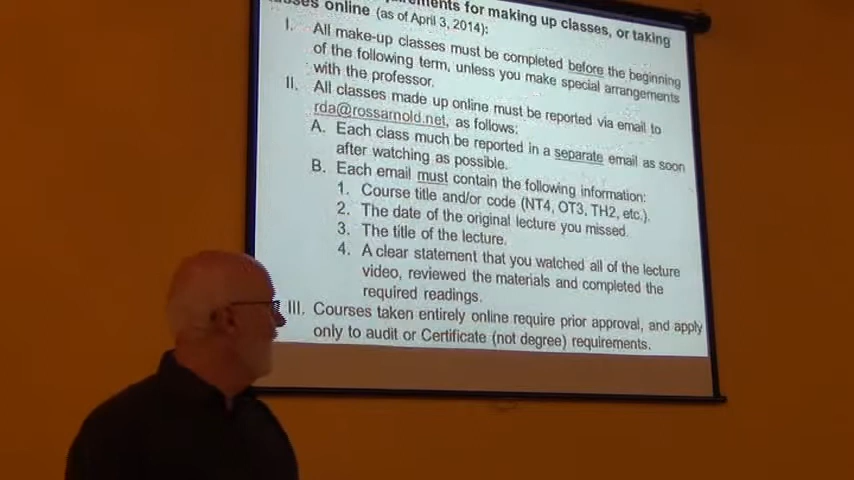 requirements for making up classes, or taking
classes online (as of April 3, 2014):
I. All make-up classes must be completed before the beginning
of the following term, unless you make special arrangements
with the professor.
II. All classes made up online must be reported via email to
rda@rossarnold.net, as follows:
A. Each class much be reported in a separate email as soon
after watching as possible.
B. Each email must contain the following information:
1. Course title and/or code (NT4, OT3, TH2, etc.).
2. The date of the original lecture you missed.
3. The title of the lecture.
4. A clear statement that you watched all of the lecture
video, reviewed the materials and completed the
required readings.
III. Courses taken entirely online require prior approval, and apply
only to audit or Certificate (not degree) requirements.